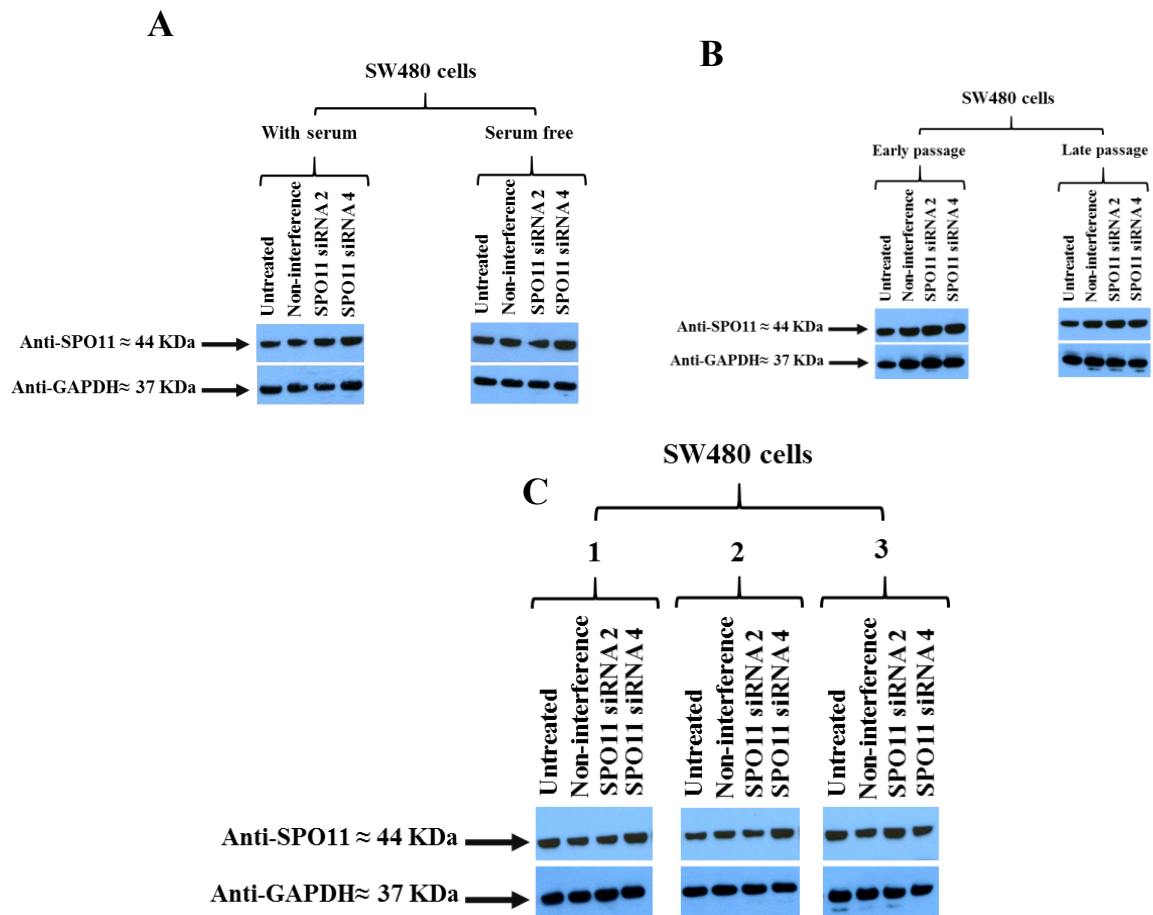 A
SW480 cells
With serum
Serum free
Untreated
Non-interference
SPO11 siRNA 2
SPO11 siRNA 4
Untreated
Non-interference
SPO11 siRNA 2
SPO11 siRNA 4
Anti-SPO11 ≈ 44 KDa
Anti-GAPDH≈ 37 KDa
B
SW480 cells
Early passage
Late passage
Untreated
Non-interference
SPO11 siRNA 2
SPO11 siRNA 4
Untreated
Non-interference
SPO11 siRNA 2
SPO11 siRNA 4
Anti-SPO11 ≈ 44 KDa
Anti-GAPDH≈ 37 KDa
C
SW480 cells
1
2
3
Untreated
Non-interference
SPO11 siRNA 2
SPO11 siRNA 4
Untreated
Non-interference
SPO11 siRNA 2
SPO11 siRNA 4
Untreated
Non-interference
SPO11 siRNA 2
SPO11 siRNA 4
Anti-SPO11 ≈ 44 KDa
Anti-GAPDH≈ 37 KDa